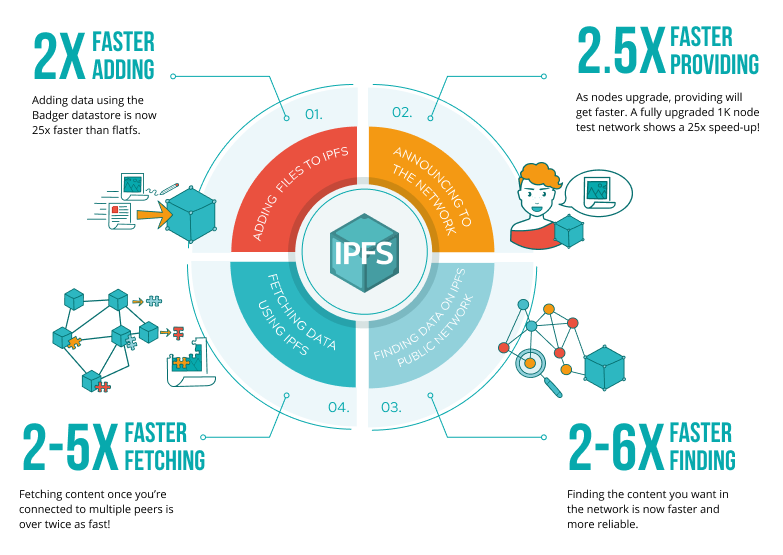 2X FASTER
ADDING
Adding data using the
Badger datastore is now
25x faster than flatfs.
2.5X FASTER
PROVIDING
As nodes upgrade, providing will
get faster. A fully upgraded 1K node
test network shows a 25x speed-up!
01.
ADDING FILES TO IPFS
02.
ANNOUNCING TO
THE NETWORK
IPFS
FETCHING DATA
USING IPFS
04.
FINDING DATA ON IPFS
PUBLIC NETWORK
03.
2-5X FASTER
FETCHING
Fetching content once you’re
connected to multiple peers is
over twice as fast!
2-6X FASTER
FINDING
Finding the content you want in
the network is now faster and
more reliable.